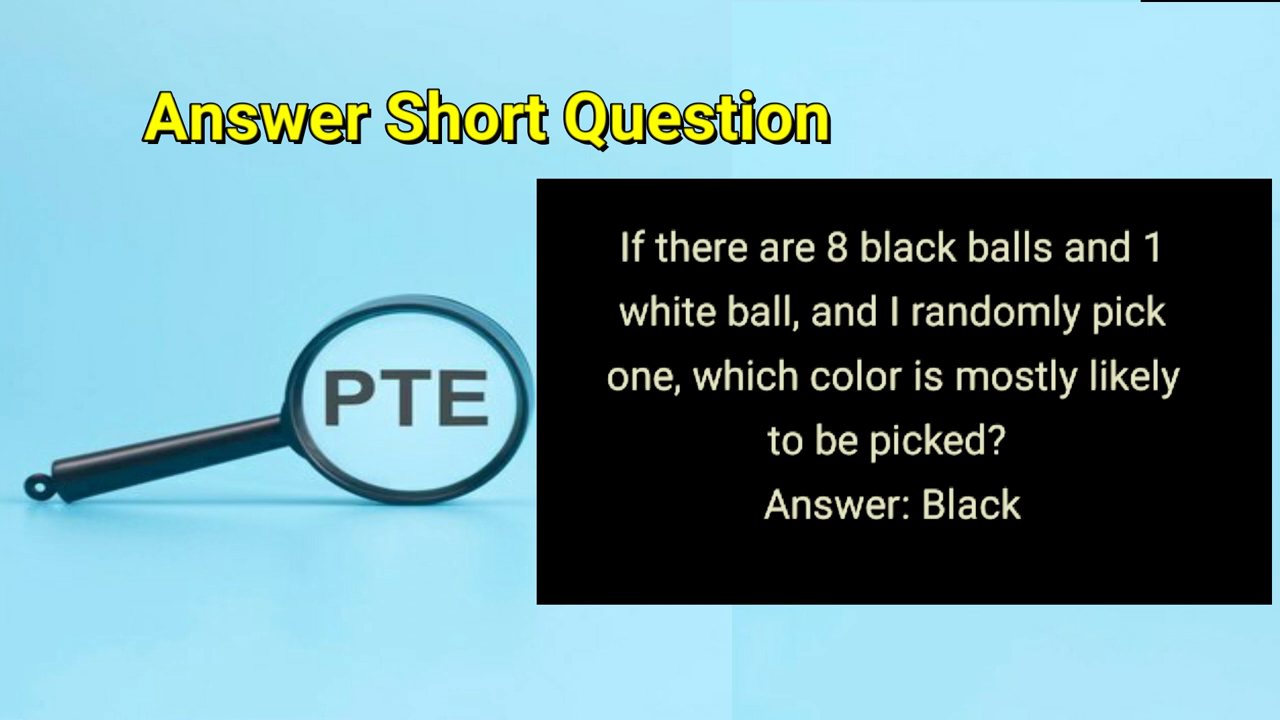 Answer Short Question
If there are 8 black balls and 1
white ball, and I randomly pick
one, which color is mostly likely
to be picked?
Answer: Black
PTE